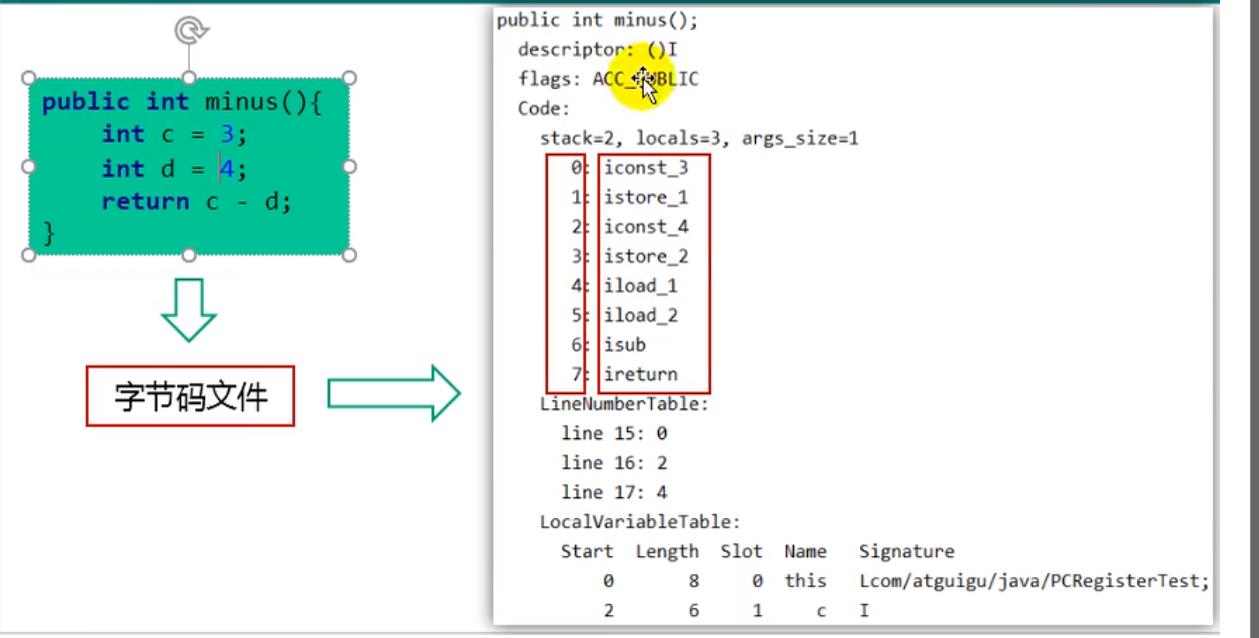 public int minus(){
int c = 3;
int d = 4;
return c - d;
}
字节码文件
public int minus();
descriptor: ()I
flags: ACC_PUBLIC
Code:
stack=2, locals=3, args_size=1
0: iconst_3
1: istore_1
2: iconst_4
3: istore_2
4: iload_1
5: iload_2
6: isub
7: ireturn
LineNumberTable:
line 15: 0
line 16: 2
line 17: 4
LocalVariableTable:
Start Length Slot Name Signature
0 8 0 this Lcom/atguigu/java/PCRegisterTest;
2 6 1 c I